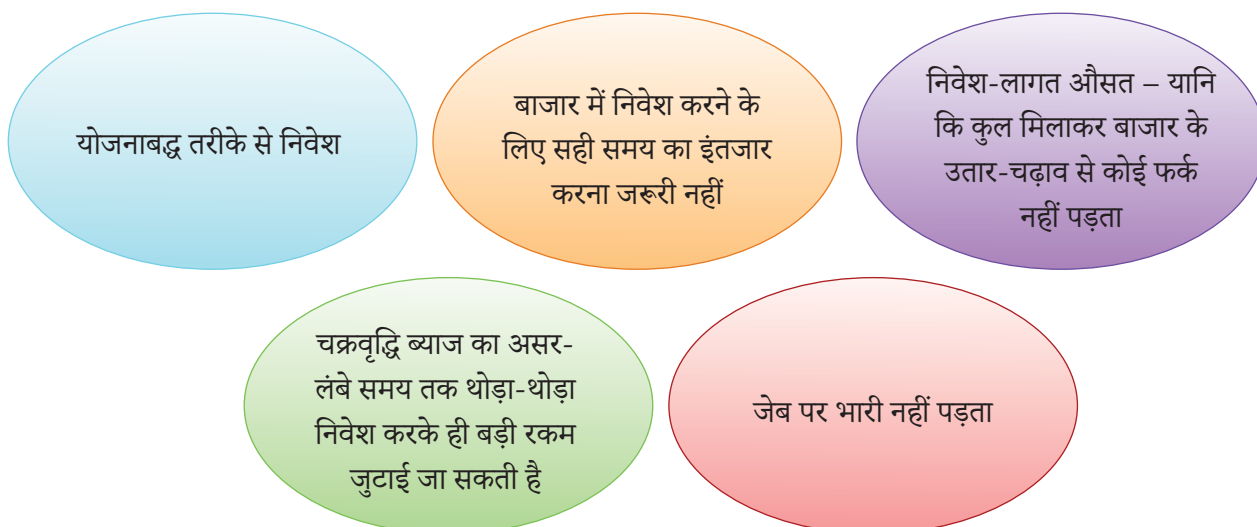 योजनाबद्ध तरीके से निवेश
बाजार में निवेश करने के
लिए सही समय का इंतजार
करना जरूरी नहीं
निवेश-लागत औसत – यानि
कि कुल मिलाकर बाजार के
उतार-चढ़ाव से कोई फर्क
नहीं पड़ता
चक्रवृद्धि ब्याज का असर-
लंबे समय तक थोड़ा-थोड़ा
निवेश करके ही बड़ी रकम
जुटाई जा सकती है
जेब पर भारी नहीं पड़ता